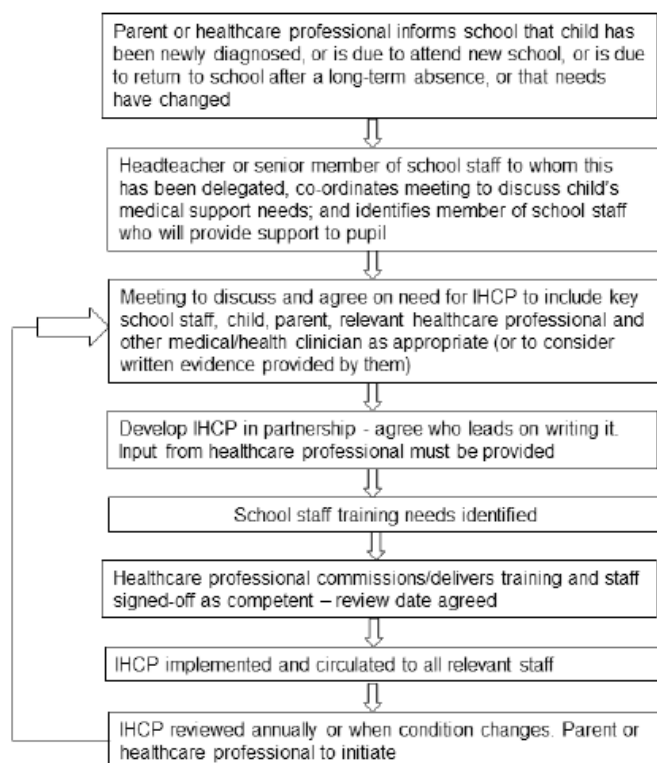 Parent or healthcare professional informs school that child has
been newly diagnosed, or is due to attend new school, or is due
to return to school after a long-term absence, or that needs
have changed
Headteacher or senior member of school staff to whom this
has been delegated, co-ordinates meeting to discuss child's
medical support needs; and identifies member of school staff
who will provide support to pupil
Meeting to discuss and agree on need for IHCP to include key
school staff, child, parent, relevant healthcare professional and
other medical/health clinician as appropriate (or to consider
written evidence provided by them)
Develop IHCP in partnership - agree who leads on writing it.
Input from healthcare professional must be provided
School staff training needs identified
Healthcare professional commissions/delivers training and staff
signed-off as competent – review date agreed
IHCP implemented and circulated to all relevant staff
IHCP reviewed annually or when condition changes. Parent or
healthcare professional to initiate